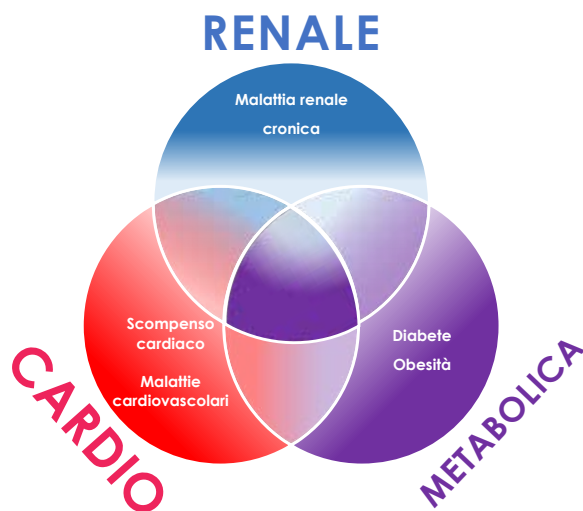 RENALE
Malattia renale
cronica
Scompenso
cardiaco
Malattie
cardiovascolari
Diabete
Obesità
CARDIO
METABOLICA